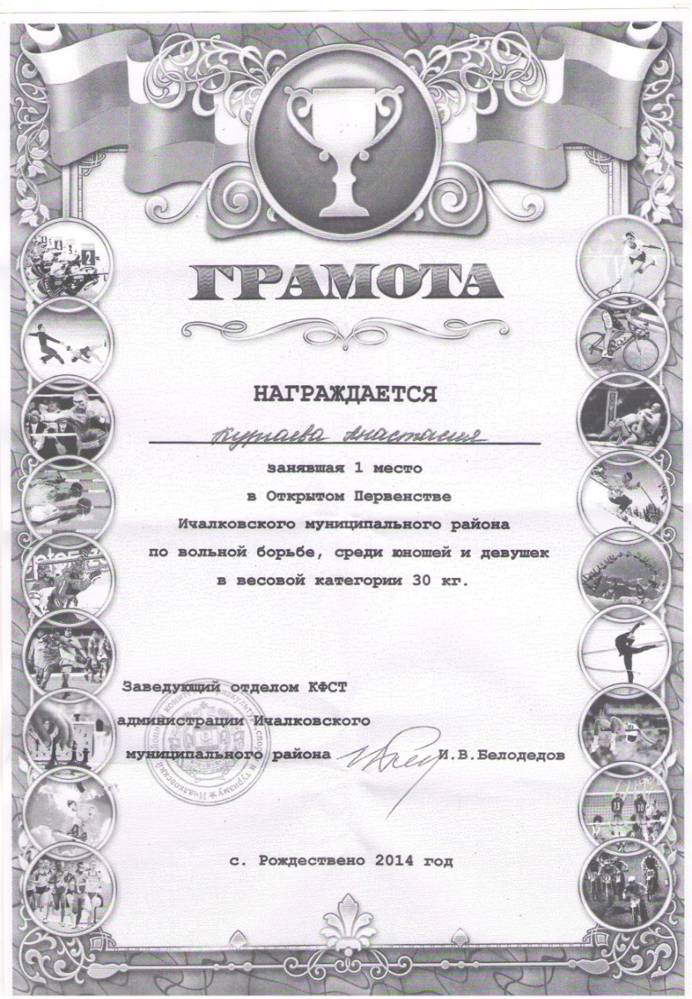 ГРАМОТА
НАГРАЖДАЕТСЯ
Анастасия
занявшая 1 место
в Открытом Первенстве
Ичалковского муниципального района
по вольной борьбе, среди юношей и девушек
в весовой категории 30 кг.
Заведующий отделом КФСТ
администрации Ичалковского
муниципального района И.В.Белодедов
с. Рождествено 2014 год